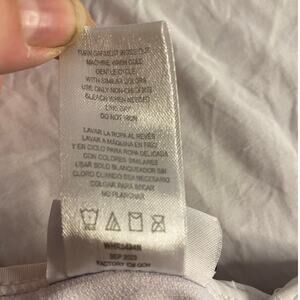 TURN GARMENT INSIDE OUT
MACHINE WASH COLD
GENTLE CYCLE
WITH SIMILAR COLORS
USE ONLY NON-CHLORINE
BLEACH WHEN NEEDED
LINE DRY
DO NOT IRON
LAVAR LA ROPA AL REVÉS
LAVAR A MÁQUINA EN FRÍO
Y EN CICLO PARA ROPA DELICADA
CON COLORES SIMILARES
USAR SOLO BLANQUEADOR SIN
CLORO CUANDO SEA NECESARIO
COLGAR PARA SECAR
NO PLANCHAR
SEP 2023
FACTORY ID#